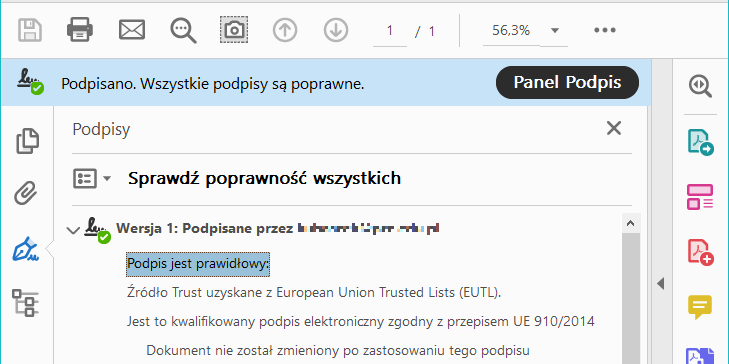 1 / 1
56,3%
Podpisano. Wszystkie podpisy są poprawne.
Panel Podpis
Podpisy
Sprawdź poprawność wszystkich
Wersja 1: Podpisane przez
Podpis jest prawidłowy:
Źródło Trust uzyskane z European Union Trusted Lists (EUTL).
Jest to kwalifikowany podpis elektroniczny zgodny z przepisem UE 910/2014
Dokument nie został zmieniony po zastosowaniu tego podpisu